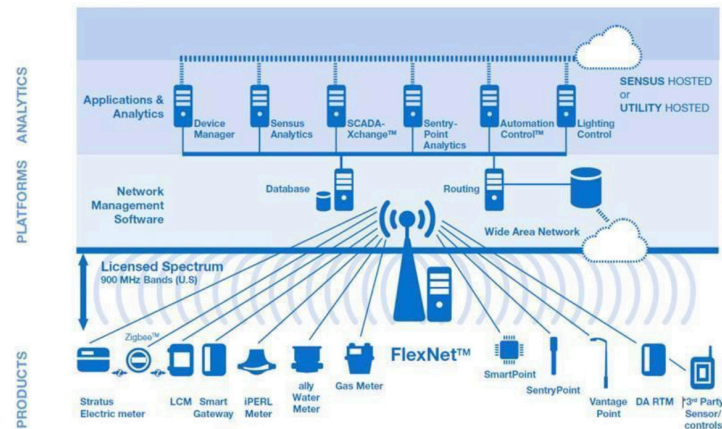 ANALYTICS
PLATFORMS
PRODUCTS
Applications &
Analytics
Device
Manager
Sensus
Analytics
SCADA-
Xchange™
Sentry-
Point
Analytics
Automation
Control™
Lighting
Control
SENSUS HOSTED
or
UTILITY HOSTED
Network
Management
Software
Database
Routing
Wide Area Network
Licensed Spectrum
900 MHz Bands (U.S)
Zigbee™
FlexNet™
Stratus
Electric meter
LCM
Smart
Gateway
iPERL
Meter
ally
Water
Meter
Gas Meter
SmartPoint
SentryPoint
Vantage
Point
DA RTM
*3rd Party
Sensor/
controls